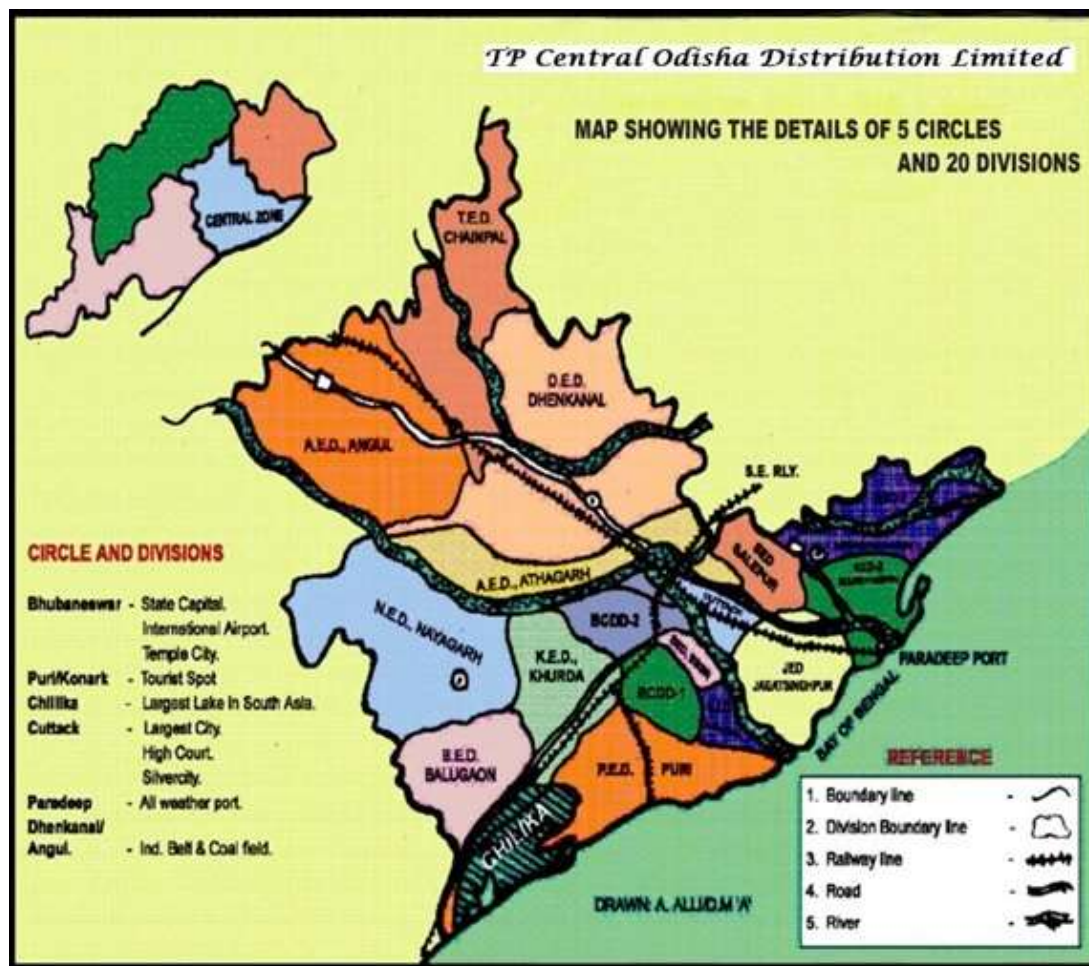 TP Central Odisha Distribution Limited
MAP SHOWING THE DETAILS OF 5 CIRCLES
AND 20 DIVISIONS
CENTRAL ZONE
T.E.D.
CHAINPAL
D.E.D.
DHENKANAL
A.E.D., ANGUL
S.E. RLY.
SED
SALEPUR
A.E.D., ATHAGARH
N.E.D., NAYAGARH
BCDD-2
K.E.D.,
KHURDA
BCDD-1
JED
JAGATSINGHPUR
PARADEEP PORT
BAY OF BENGAL
B.E.D.
BALUGAON
P.E.D. PURI
CHILIKA
CIRCLE AND DIVISIONS
Bhubaneswar - State Capital.
International Airport.
Temple City.
Puri/Konark - Tourist Spot
Chillika - Largest Lake In South Asia.
Cuttack - Largest City.
High Court.
Silvercity.
Paradeep - All weather port.
Dhenkanal/
Angul. - Ind. Belt & Coal field.
REFERENCE
1. Boundary line -
2. Division Boundary line -
3. Railway line -
4. Road -
5. River -
DRAWN: A. ALLI/D.M 'A'